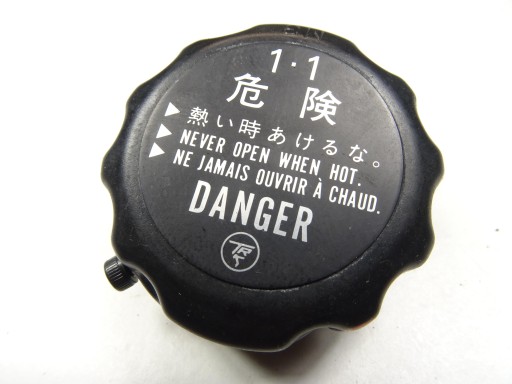 1・1
危険
▶熱い時あけるな。
▶NEVER OPEN WHEN HOT.
▶NE JAMAIS OUVRIR À CHAUD.
DANGER